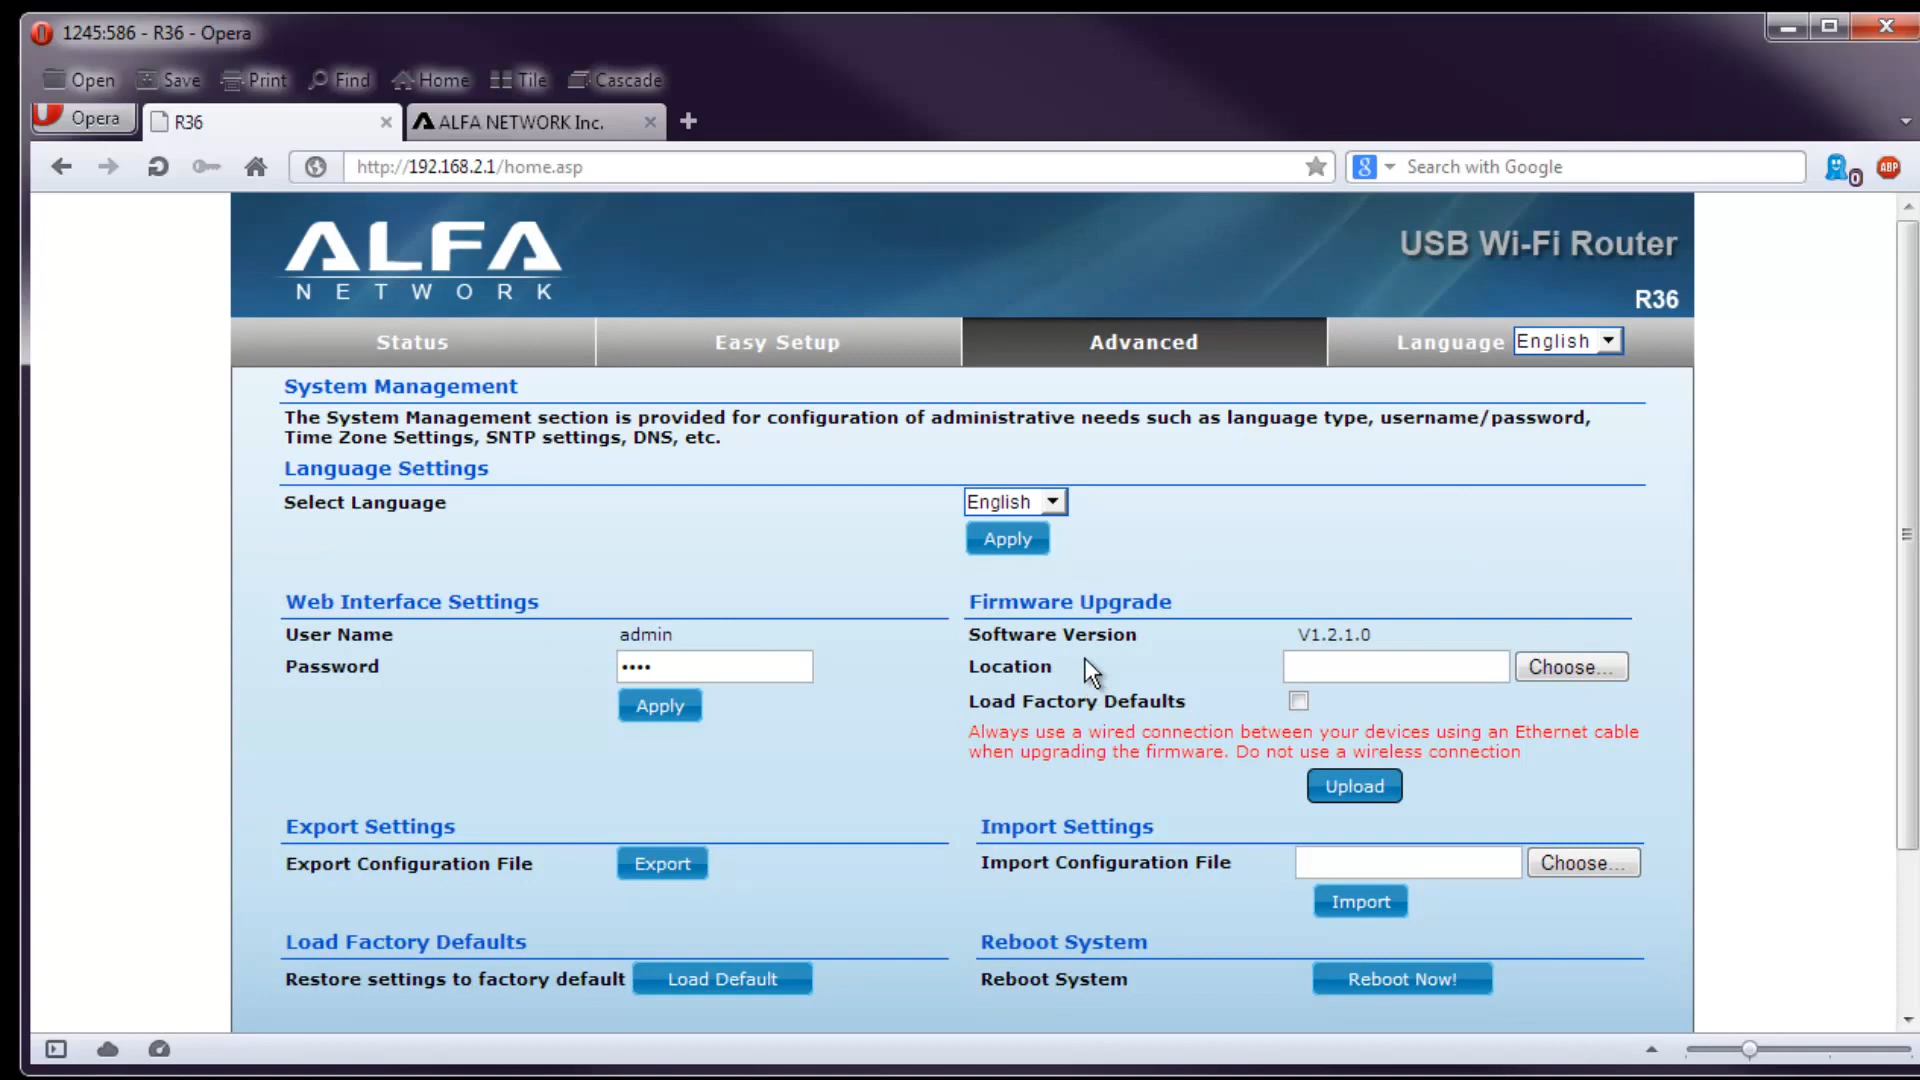 1245:586 - R36 - Opera
Open Save Print Find Home Tile Cascade
Opera R36 ALFA NETWORK Inc.
http://192.168.2.1/home.asp 8 Search with Google 0 ABP
ALFA
NETWORK
USB Wi-Fi Router
R36
Status Easy Setup Advanced Language English
System Management
The System Management section is provided for configuration of administrative needs such as language type, username/password,
Time Zone Settings, SNTP settings, DNS, etc.
Language Settings
Select Language English
Apply
Web Interface Settings Firmware Upgrade
User Name admin Software Version V1.2.1.0
Password •••• Location Choose...
Apply Load Factory Defaults
Always use a wired connection between your devices using an Ethernet cable
when upgrading the firmware. Do not use a wireless connection
Upload
Export Settings Import Settings
Export Configuration File Export Import Configuration File Choose...
Import
Load Factory Defaults Reboot System
Restore settings to factory default Load Default Reboot System Reboot Now!